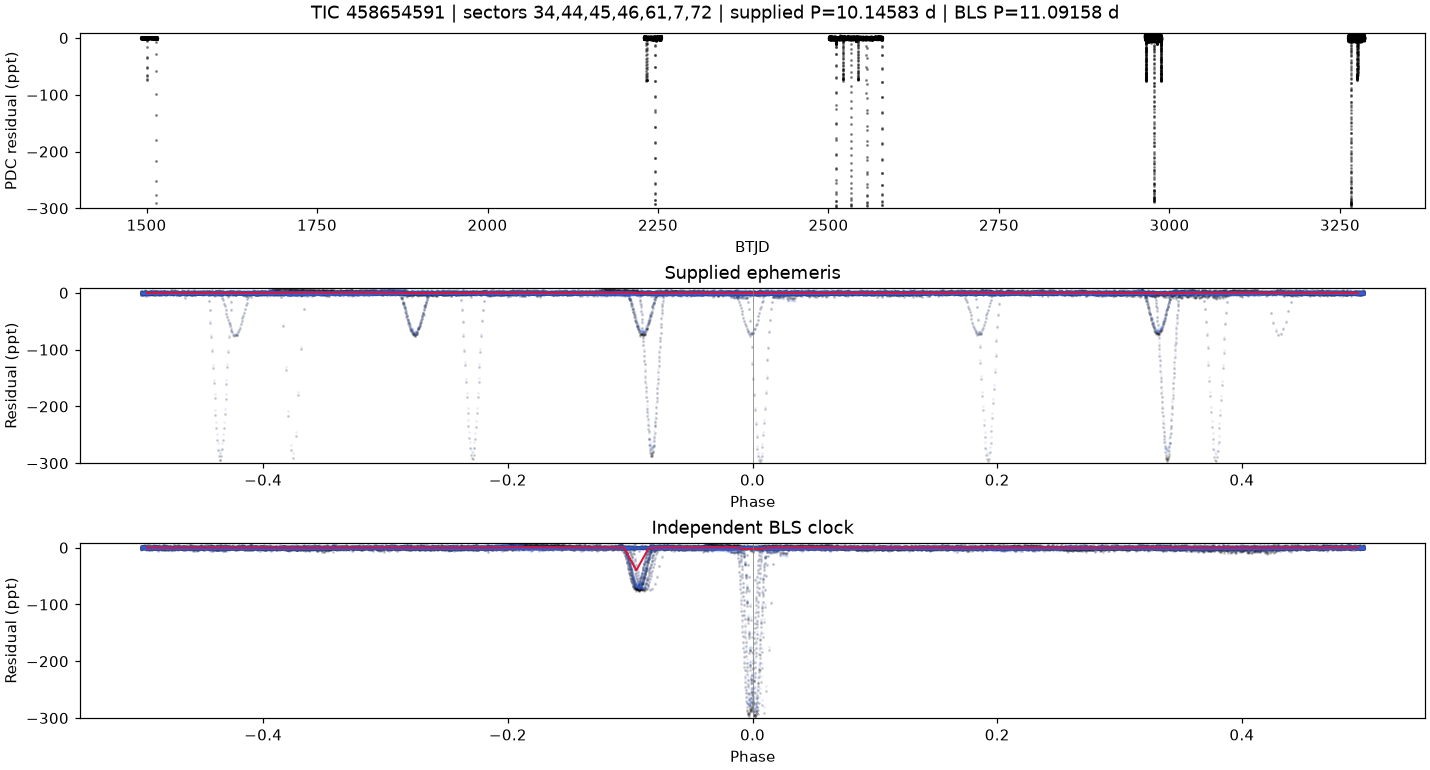 TIC 458654591 | sectors 34,44,45,46,61,7,72 | supplied P=10.14583 d | BLS P=11.09158 d
0
−100
−200
−300
PDC residual (ppt)
1500 1750 2000 2250 2500 2750 3000 3250
BTJD
Supplied ephemeris
0
−100
−200
−300
Residual (ppt)
−0.4 −0.2 0.0 0.2 0.4
Phase
Independent BLS clock
0
−100
−200
−300
Residual (ppt)
−0.4 −0.2 0.0 0.2 0.4
Phase